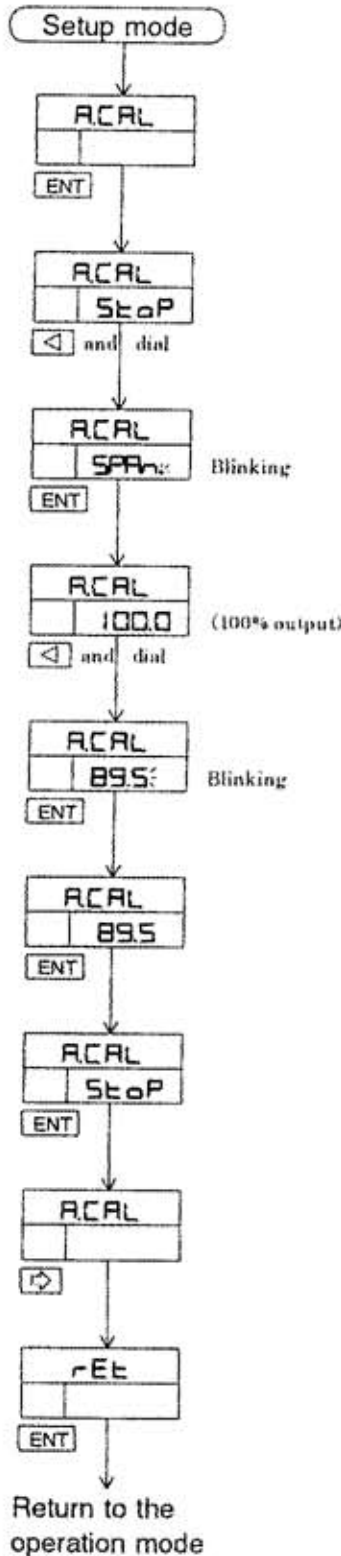 Setup mode
A.CAL
ENT
A.CAL
StoP
◁ and dial
A.CAL
SPAn Blinking
ENT
A.CAL
100.0 (100% output)
◁ and dial
A.CAL
89.5 Blinking
ENT
A.CAL
89.5
ENT
A.CAL
StoP
ENT
A.CAL
rEt
ENT
Return to the
operation mode